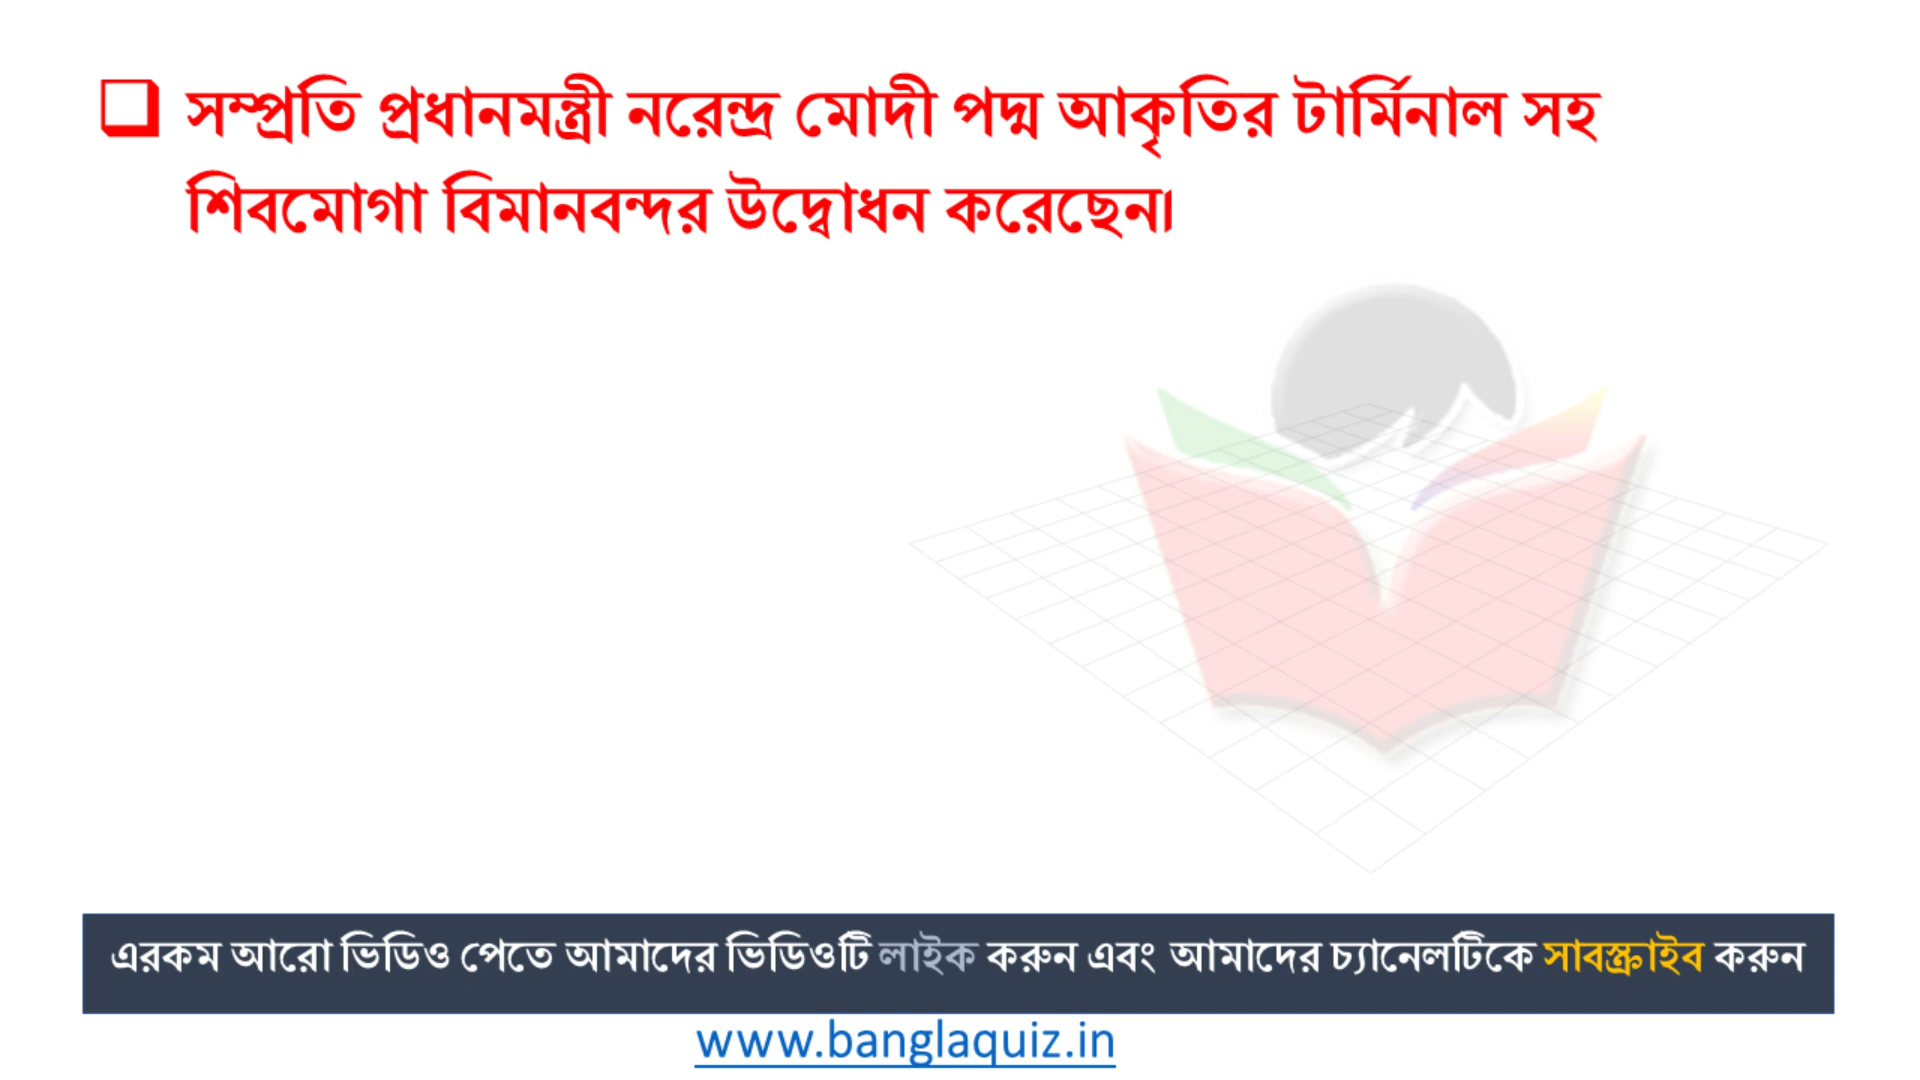 সম্প্রতি প্রধানমন্ত্রী নরেন্দ্র মোদী পদ্ম আকৃতির টার্মিনাল সহ
শিবমোগা বিমানবন্দর উদ্বোধন করেছেন।
এরকম আরো ভিডিও পেতে আমাদের ভিডিওটি লাইক করুন এবং আমাদের চ্যানেলটিকে সাবস্ক্রাইব করুন
www.banglaquiz.in